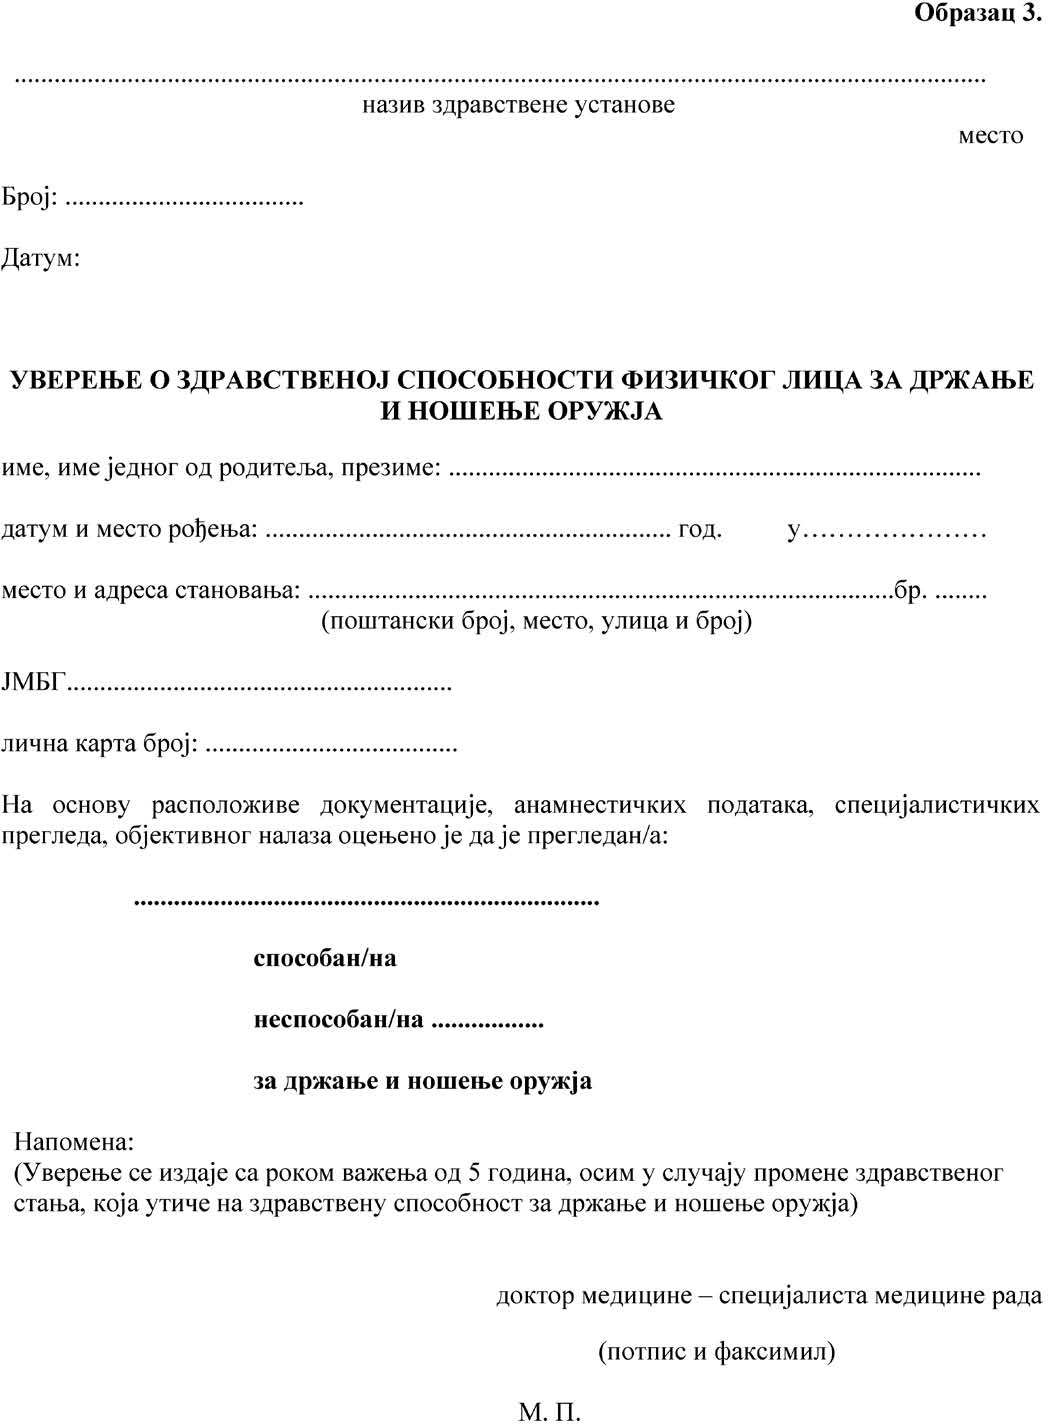 Образац 3.
..................................................................................................................................................
назив здравствене установе
место
Број: ....................................
Датум:
УВЕРЕЊЕ О ЗДРАВСТВЕНОЈ СПОСОБНОСТИ ФИЗИЧКОГ ЛИЦА ЗА ДРЖАЊЕ
И НОШЕЊЕ ОРУЖЈА
име, име једног од родитеља, презиме: ................................................................................
датум и место рођења: ............................................................. год. у…………………
место и адреса становања: ........................................................................................бр. ........
(поштански број, место, улица и број)
ЈМБГ..........................................................
лична карта број: ......................................
На основу расположиве документације, анамнестичких података, специјалистичких
прегледа, објективног налаза оцењено је да је прегледан/а:
......................................................................
способан/на
неспособан/на .................
за држање и ношење оружја
Напомена:
(Уверење се издаје са роком важења од 5 година, осим у случају промене здравственог
стања, која утиче на здравствену способност за држање и ношење оружја)
доктор медицине – специјалиста медицине рада
(потпис и факсимил)
М. П.